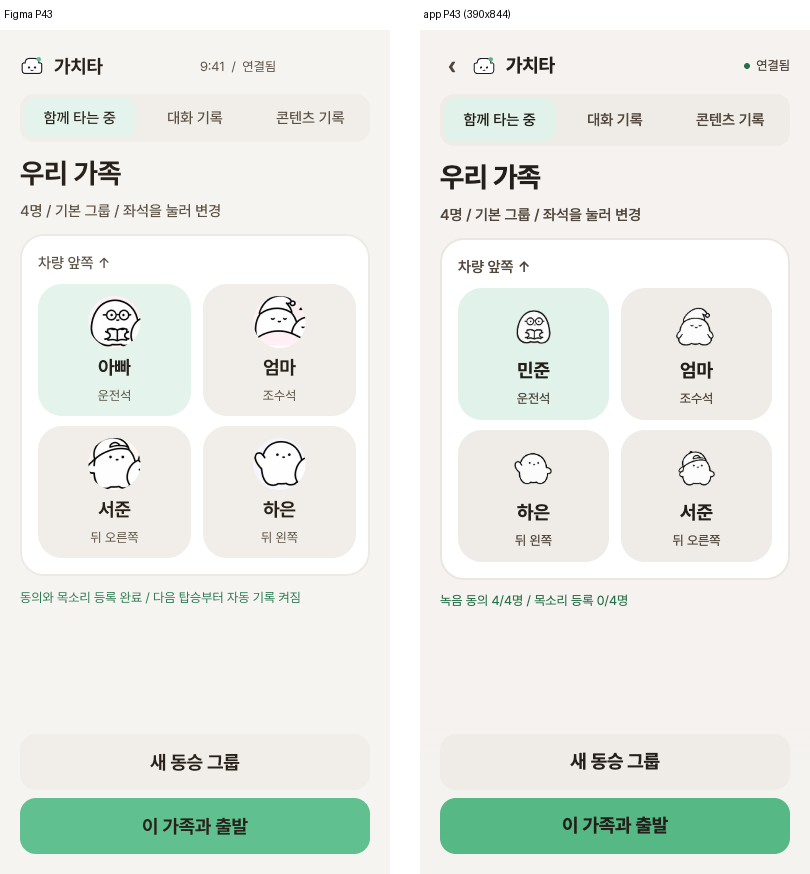 Figma P43
가치타
9:41 / 연결됨
함께 타는 중 대화 기록 콘텐츠 기록
우리 가족
4명 / 기본 그룹 / 좌석을 눌러 변경
차량 앞쪽 ↑
아빠 엄마
운전석 조수석
서준 하은
뒤 오른쪽 뒤 왼쪽
동의와 목소리 등록 완료 / 다음 탑승부터 자동 기록 켜짐
새 동승 그룹
이 가족과 출발
app P43 (390x844)
‹ 가치타
연결됨
함께 타는 중 대화 기록 콘텐츠 기록
우리 가족
4명 / 기본 그룹 / 좌석을 눌러 변경
차량 앞쪽 ↑
민준 엄마
운전석 조수석
하은 서준
뒤 왼쪽 뒤 오른쪽
녹음 동의 4/4명 / 목소리 등록 0/4명
새 동승 그룹
이 가족과 출발